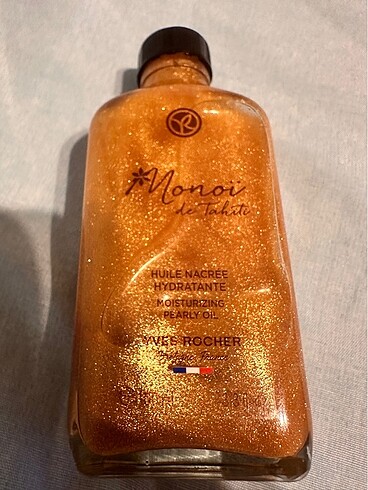 Monoï
de Tahiti
HUILE NACRÉE
HYDRATANTE
MOISTURIZING
PEARLY OIL
YVES ROCHER